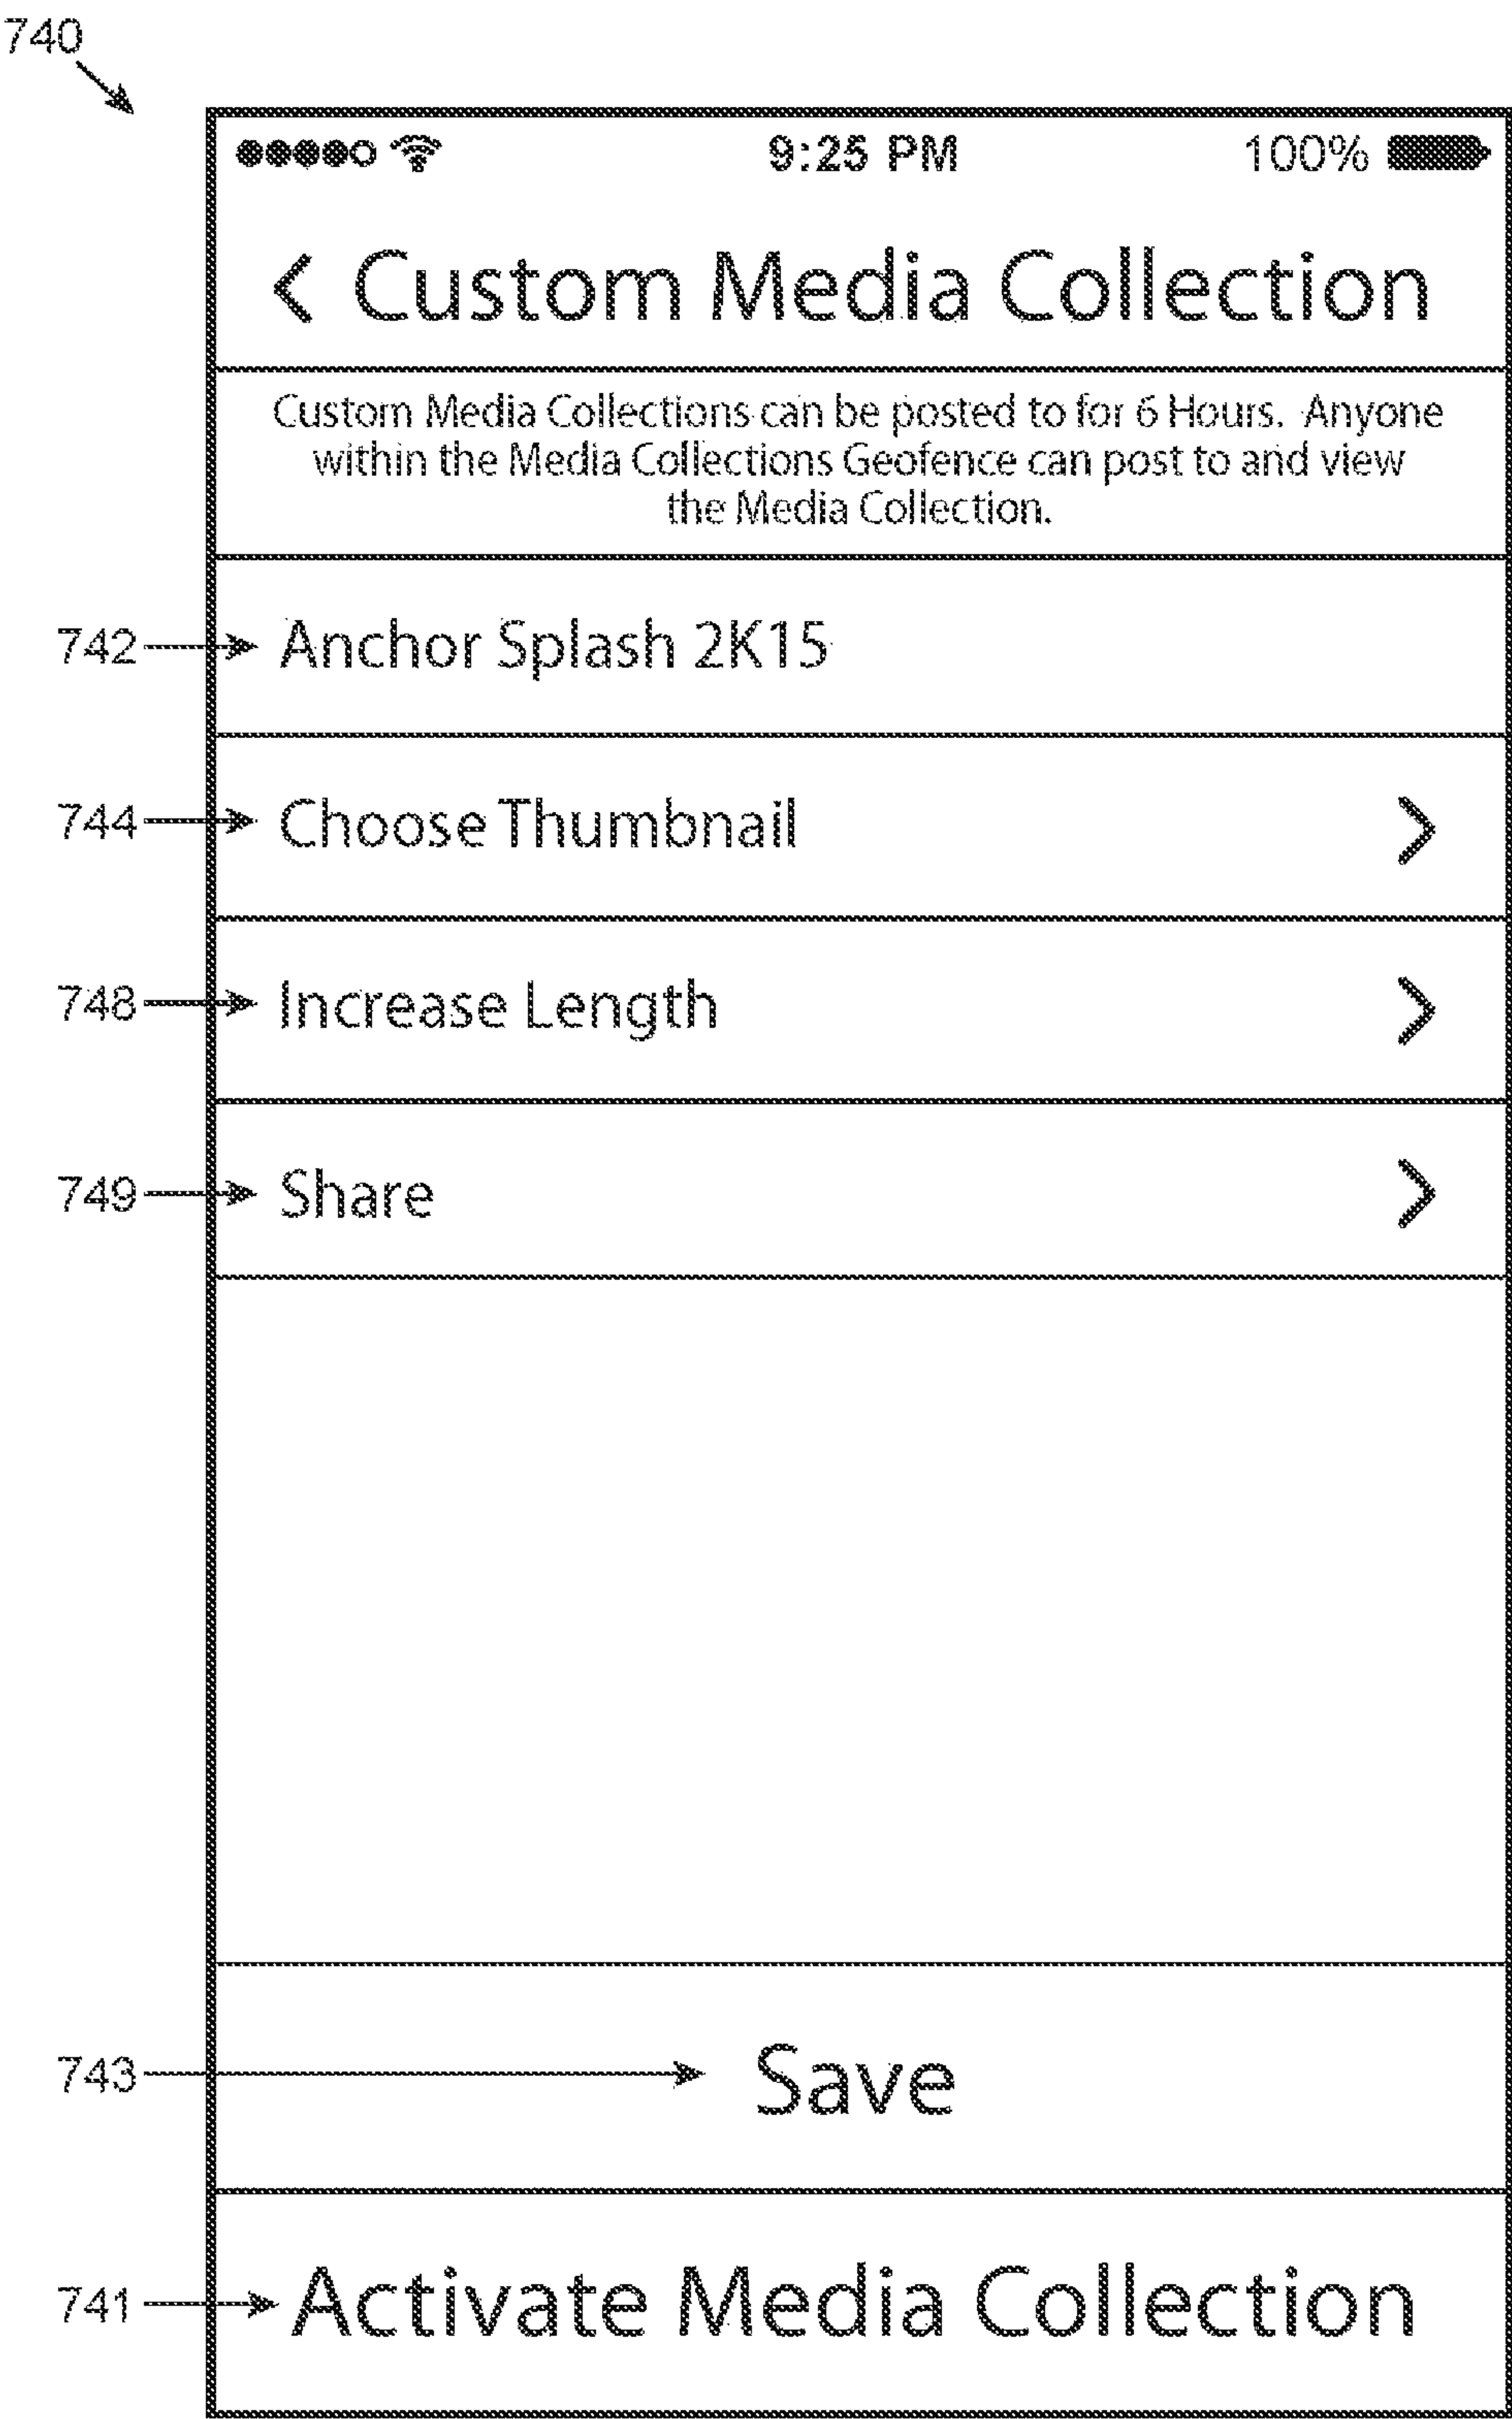 740
9:25 PM 100%
Custom Media Collection
Custom Media Collections can be posted to for 6 Hours. Anyone
within the Media Collections Geofence can post to and view
the Media Collection.
742 Anchor Splash 2K15
744 Choose Thumbnail
748 Increase Length
749 Share
743 Save
741 Activate Media Collection